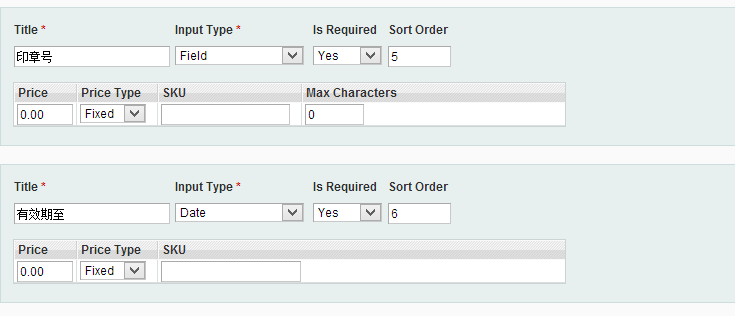 Title * Input Type * Is Required Sort Order
印章号 Field Yes 5
Price Price Type SKU Max Characters
0.00 Fixed 0
Title * Input Type * Is Required Sort Order
有效期至 Date Yes 6
Price Price Type SKU
0.00 Fixed